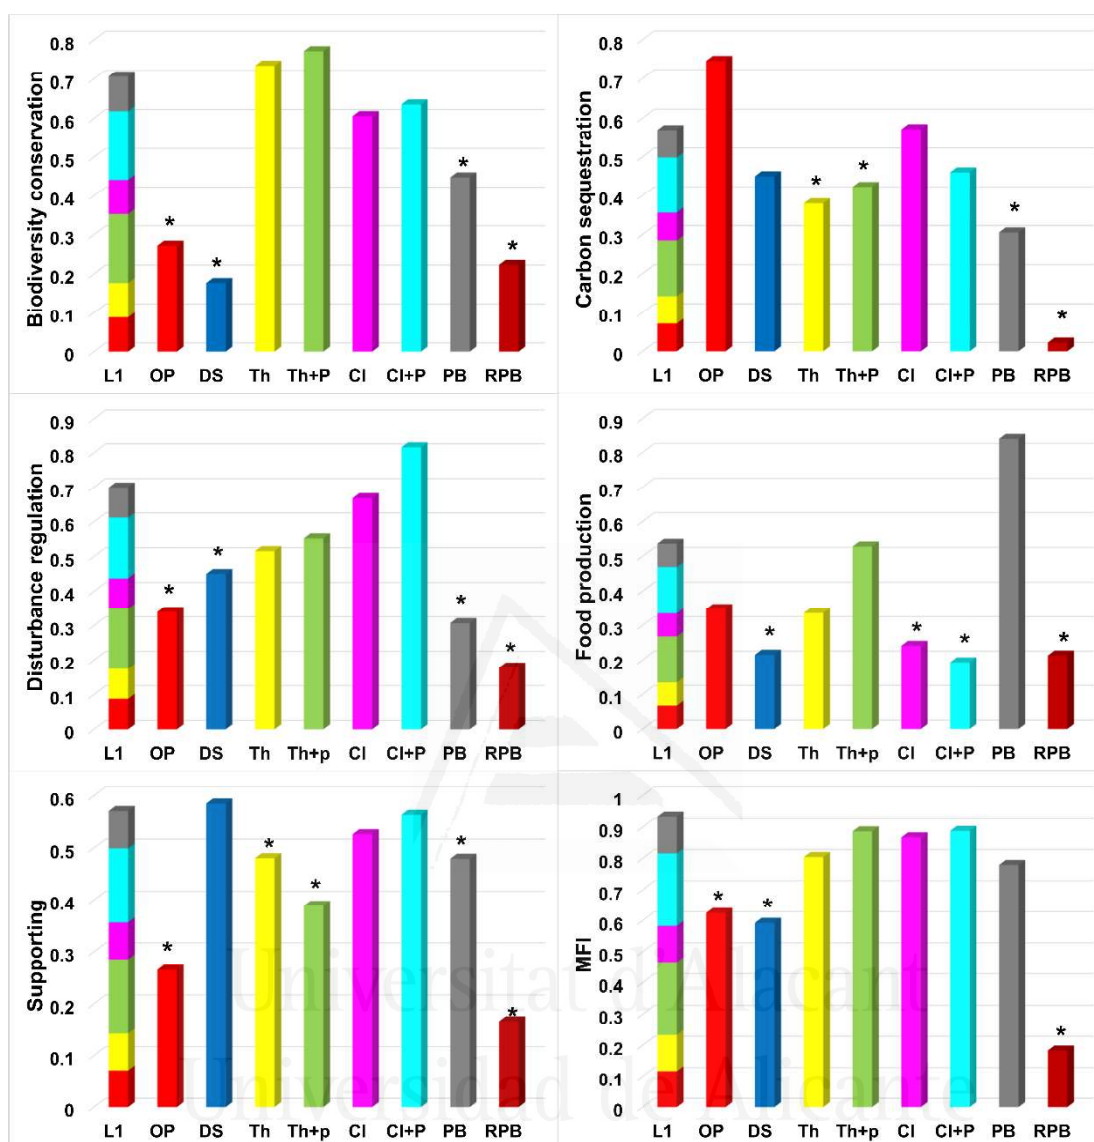 Biodiversity conservation
0.8
0.7
0.6
0.5
0.4
0.3
0.2
0.1
0
* * * *
L1 OP DS Th Th+P Cl Cl+P PB RPB
Carbon sequestration
0.8
0.7
0.6
0.5
0.4
0.3
0.2
0.1
0
* * * *
L1 OP DS Th Th+P Cl Cl+P PB RPB
Disturbance regulation
0.9
0.8
0.7
0.6
0.5
0.4
0.3
0.2
0.1
0
* * * *
L1 OP DS Th Th+p Cl Cl+P PB RPB
Food production
0.9
0.8
0.7
0.6
0.5
0.4
0.3
0.2
0.1
0
* * * *
L1 OP DS Th Th+p Cl Cl+P PB RPB
Supporting
0.6
0.5
0.4
0.3
0.2
0.1
0
* * * * *
L1 OP DS Th Th+p Cl Cl+P PB RPB
MFI
1
0.9
0.8
0.7
0.6
0.5
0.4
0.3
0.2
0.1
0
* * *
L1 OP DS Th Th+p Cl Cl+P PB RPB
Universitat d'Alacant
Universidad de Alicante